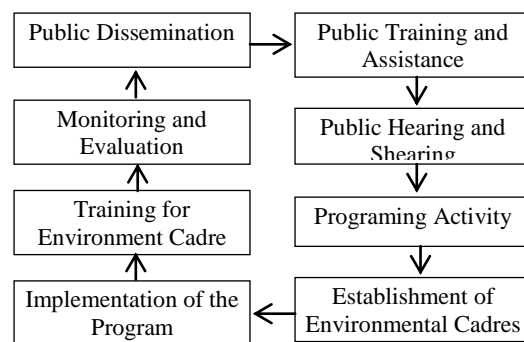 Public Dissemination
Public Training and
Assistance
Public Hearing and
Shearing
Programing Activity
Establishment of
Environmental Cadres
Implementation of the
Program
Training for
Environment Cadre
Monitoring and
Evaluation